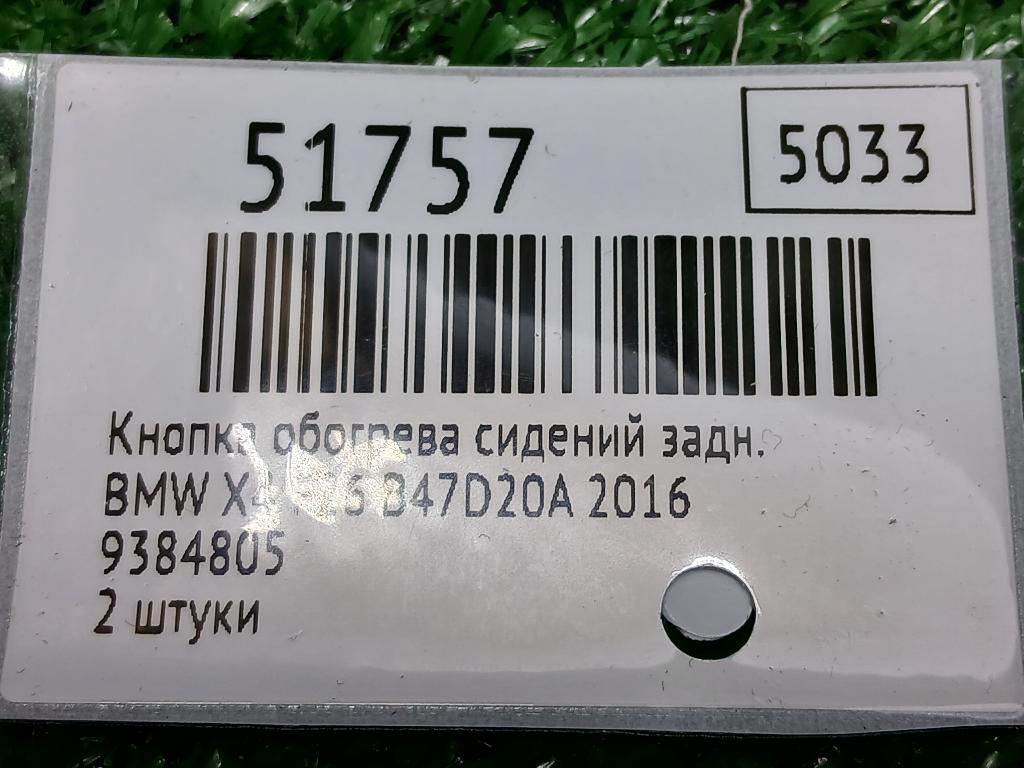 51757
5033
Кнопка обогрева сидений задн.
BMW X4 B47D20A 2016
9384805
2 штуки